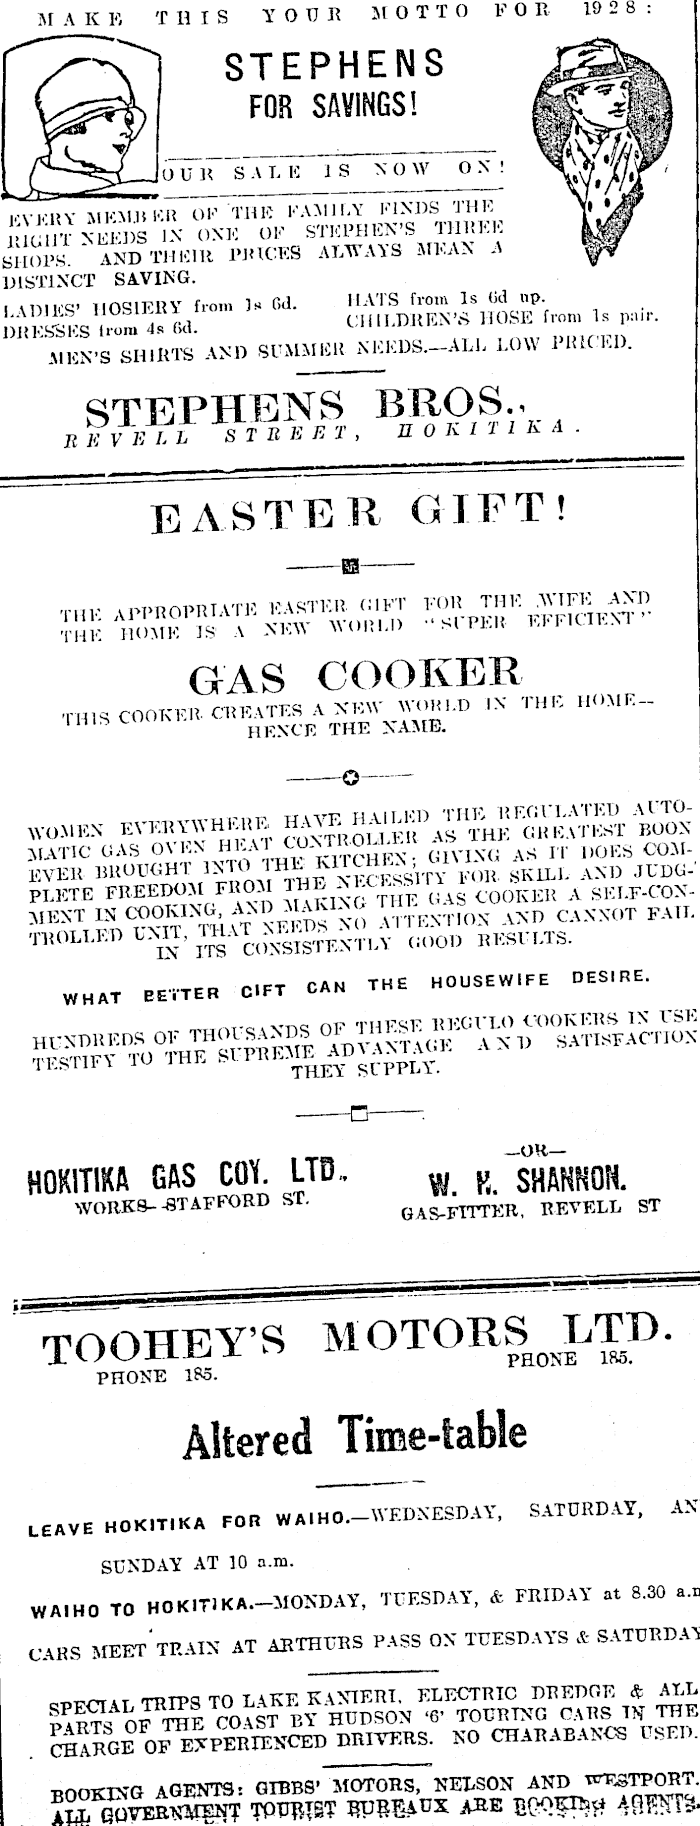 MAKE THIS YOUR MOTTO FOR 1928:
STEPHENS
FOR SAVINGS!
OUR SALE IS NOW ON!
EVERY MEMBER OF THE FAMILY FINDS THE
RIGHT NEEDS IN ONE OF STEPHEN'S THREE
SHOPS. AND THEIR PRICES ALWAYS MEAN A
DISTINCT SAVING.
LADIES' HOSIERY from 1s 6d.
HATS from 1s 6d up.
DRESSES from 4s 6d.
CHILDREN'S HOSE from 1s pair.
MEN'S SHIRTS AND SUMMER NEEDS.—ALL LOW PRICED.
STEPHENS BROS.,
REVELL STREET, HOKITIKA.
EASTER GIFT!
THE APPROPRIATE EASTER GIFT FOR THE WIFE AND
THE HOME IS A NEW WORLD "SUPER EFFICIENT"
GAS COOKER
THIS COOKER CREATES A NEW WORLD IN THE HOME—
HENCE THE NAME.
WOMEN EVERYWHERE HAVE HAILED THE REGULATED AUTO-
MATIC GAS OVEN HEAT CONTROLLER AS THE GREATEST BOON
EVER BROUGHT INTO THE KITCHEN; GIVING AS IT DOES COM-
PLETE FREEDOM FROM THE NECESSITY FOR SKILL AND JUDG-
MENT IN COOKING, AND MAKING THE GAS COOKER A SELF-CON-
TROLLED UNIT, THAT NEEDS NO ATTENTION AND CANNOT FAIL
IN ITS CONSISTENTLY GOOD RESULTS.
WHAT BETTER GIFT CAN THE HOUSEWIFE DESIRE.
HUNDREDS OF THOUSANDS OF THESE REGULO COOKERS IN USE
TESTIFY TO THE SUPREME ADVANTAGE AND SATISFACTION
THEY SUPPLY.
HOKITIKA GAS COY. LTD.,
WORKS—STAFFORD ST.
—OR—
W. H. SHANNON.
GAS-FITTER, REVELL ST
TOOHEY'S MOTORS LTD.
PHONE 185. PHONE 185.
Altered Time-table
LEAVE HOKITIKA FOR WAIHO.—WEDNESDAY, SATURDAY, AN
SUNDAY AT 10 a.m.
WAIHO TO HOKITIKA.—MONDAY, TUESDAY, & FRIDAY at 8.30 a.m
CARS MEET TRAIN AT ARTHURS PASS ON TUESDAYS & SATURDAY
SPECIAL TRIPS TO LAKE KANIERI, ELECTRIC DREDGE & ALL
PARTS OF THE COAST BY HUDSON '6' TOURING CARS IN THE
CHARGE OF EXPERIENCED DRIVERS. NO CHARABANCS USED.
BOOKING AGENTS: GIBBS' MOTORS, NELSON AND WESTPORT.
ALL GOVERNMENT TOURIST BUREAUX ARE BOOKING AGENTS.